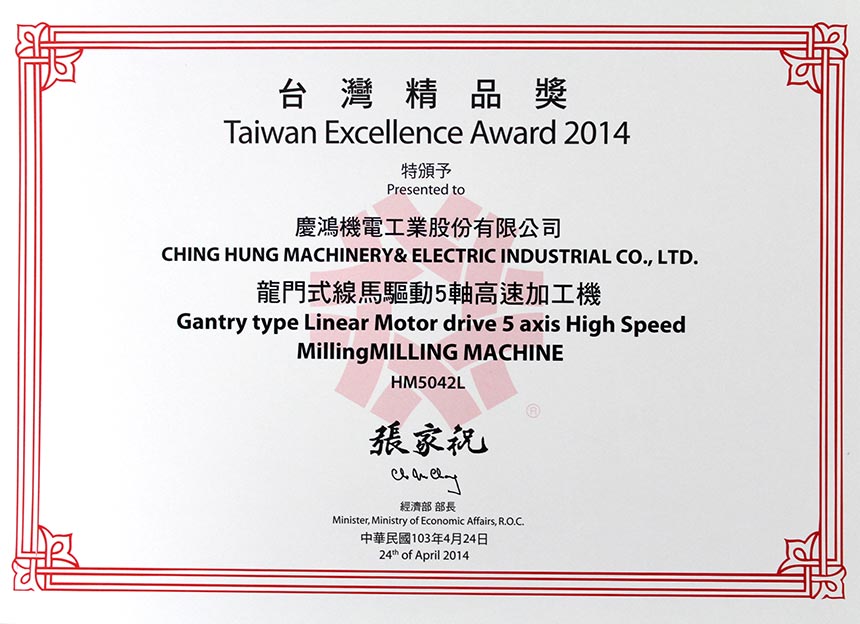 台灣精品獎
Taiwan Excellence Award 2014
特頒予
Presented to
慶鴻機電工業股份有限公司
CHING HUNG MACHINERY& ELECTRIC INDUSTRIAL CO., LTD.
龍門式線馬驅動5軸高速加工機
Gantry type Linear Motor drive 5 axis High Speed
MillingMILLING MACHINE
HM5042L
®
張家祝
經濟部 部長
Minister, Ministry of Economic Affairs, R.O.C.
中華民國103年4月24日
24th of April 2014